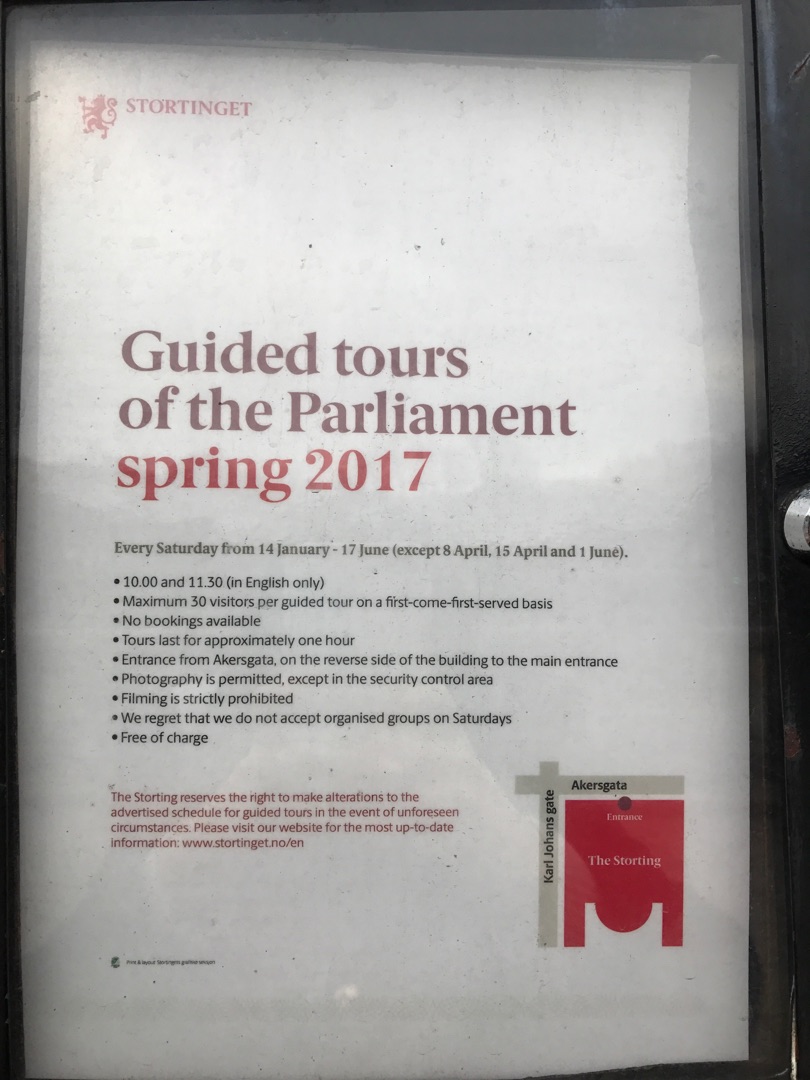 STORTINGET
Guided tours
of the Parliament
spring 2017
Every Saturday from 14 January - 17 June (except 8 April, 15 April and 1 June).
• 10.00 and 11.30 (in English only)
• Maximum 30 visitors per guided tour on a first-come-first-served basis
• No bookings available
• Tours last for approximately one hour
• Entrance from Akersgata, on the reverse side of the building to the main entrance
• Photography is permitted, except in the security control area
• Filming is strictly prohibited
• We regret that we do not accept organised groups on Saturdays
• Free of charge
The Storting reserves the right to make alterations to the
advertised schedule for guided tours in the event of unforeseen
circumstances. Please visit our website for the most up-to-date
information: www.stortinget.no/en
Akersgata
Karl Johans gate
Entrance
The Storting
Print & layout: Stortingets grafiske seksjon